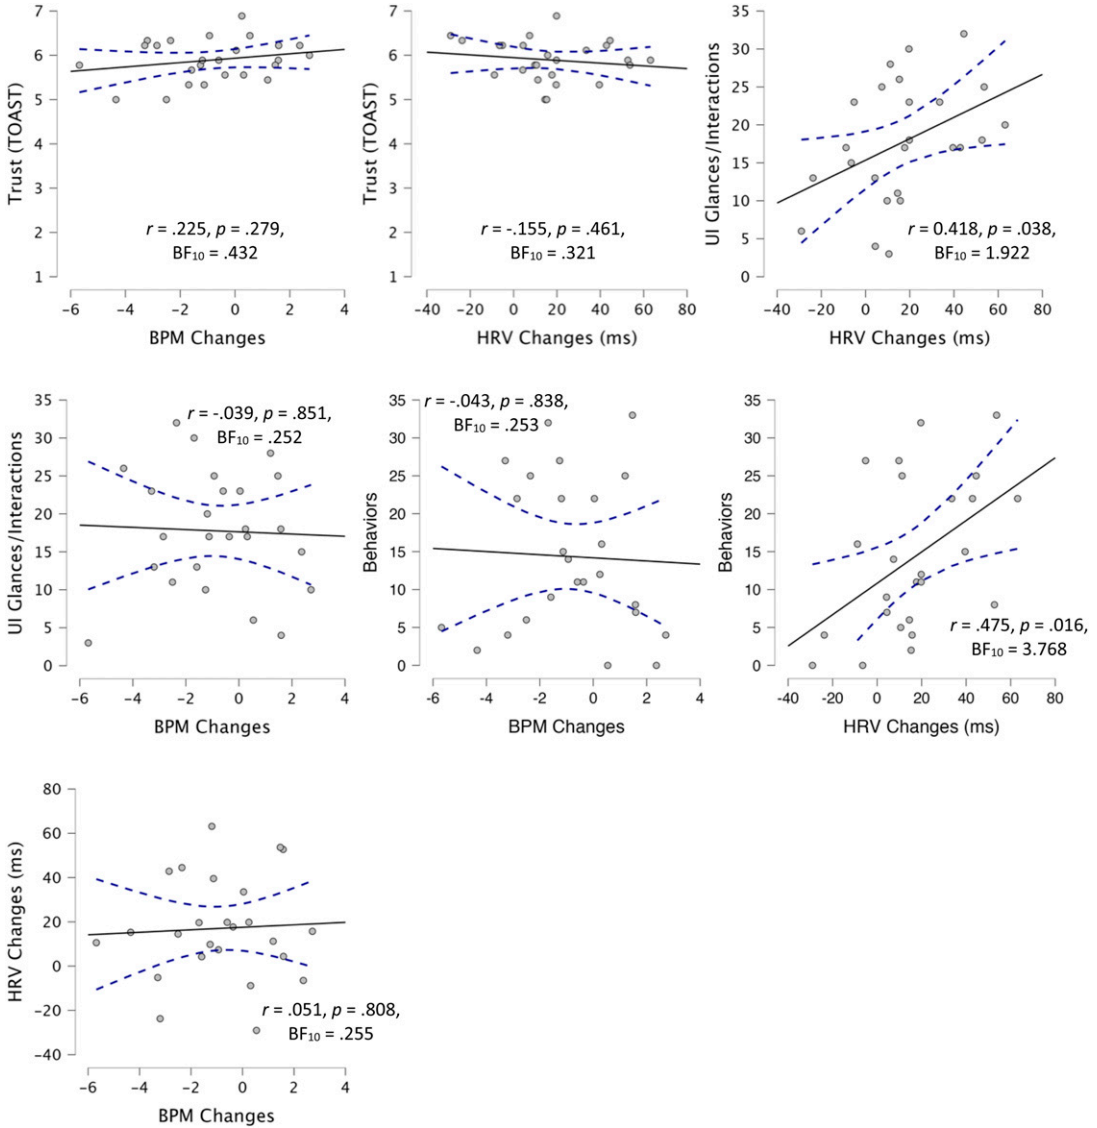 7
6
5
4
3
2
1
Trust (TOAST)
r = .225, p = .279,
BF₁₀ = .432
−6 −4 −2 0 2 4
BPM Changes
7
6
5
4
3
2
1
Trust (TOAST)
r = -.155, p = .461,
BF₁₀ = .321
−40 −20 0 20 40 60 80
HRV Changes (ms)
35
30
25
20
15
10
5
0
UI Glances/Interactions
r = 0.418, p = .038,
BF₁₀ = 1.922
−40 −20 0 20 40 60 80
HRV Changes (ms)
35
30
25
20
15
10
5
0
UI Glances/Interactions
r = -.039, p = .851,
BF₁₀ = .252
−6 −4 −2 0 2 4
BPM Changes
35
30
25
20
15
10
5
0
Behaviors
r = -.043, p = .838,
BF₁₀ = .253
−6 −4 −2 0 2 4
BPM Changes
35
30
25
20
15
10
5
0
Behaviors
r = .475, p = .016,
BF₁₀ = 3.768
−40 −20 0 20 40 60 80
HRV Changes (ms)
80
60
40
20
0
−20
−40
HRV Changes (ms)
r = .051, p = .808,
BF₁₀ = .255
−6 −4 −2 0 2 4
BPM Changes